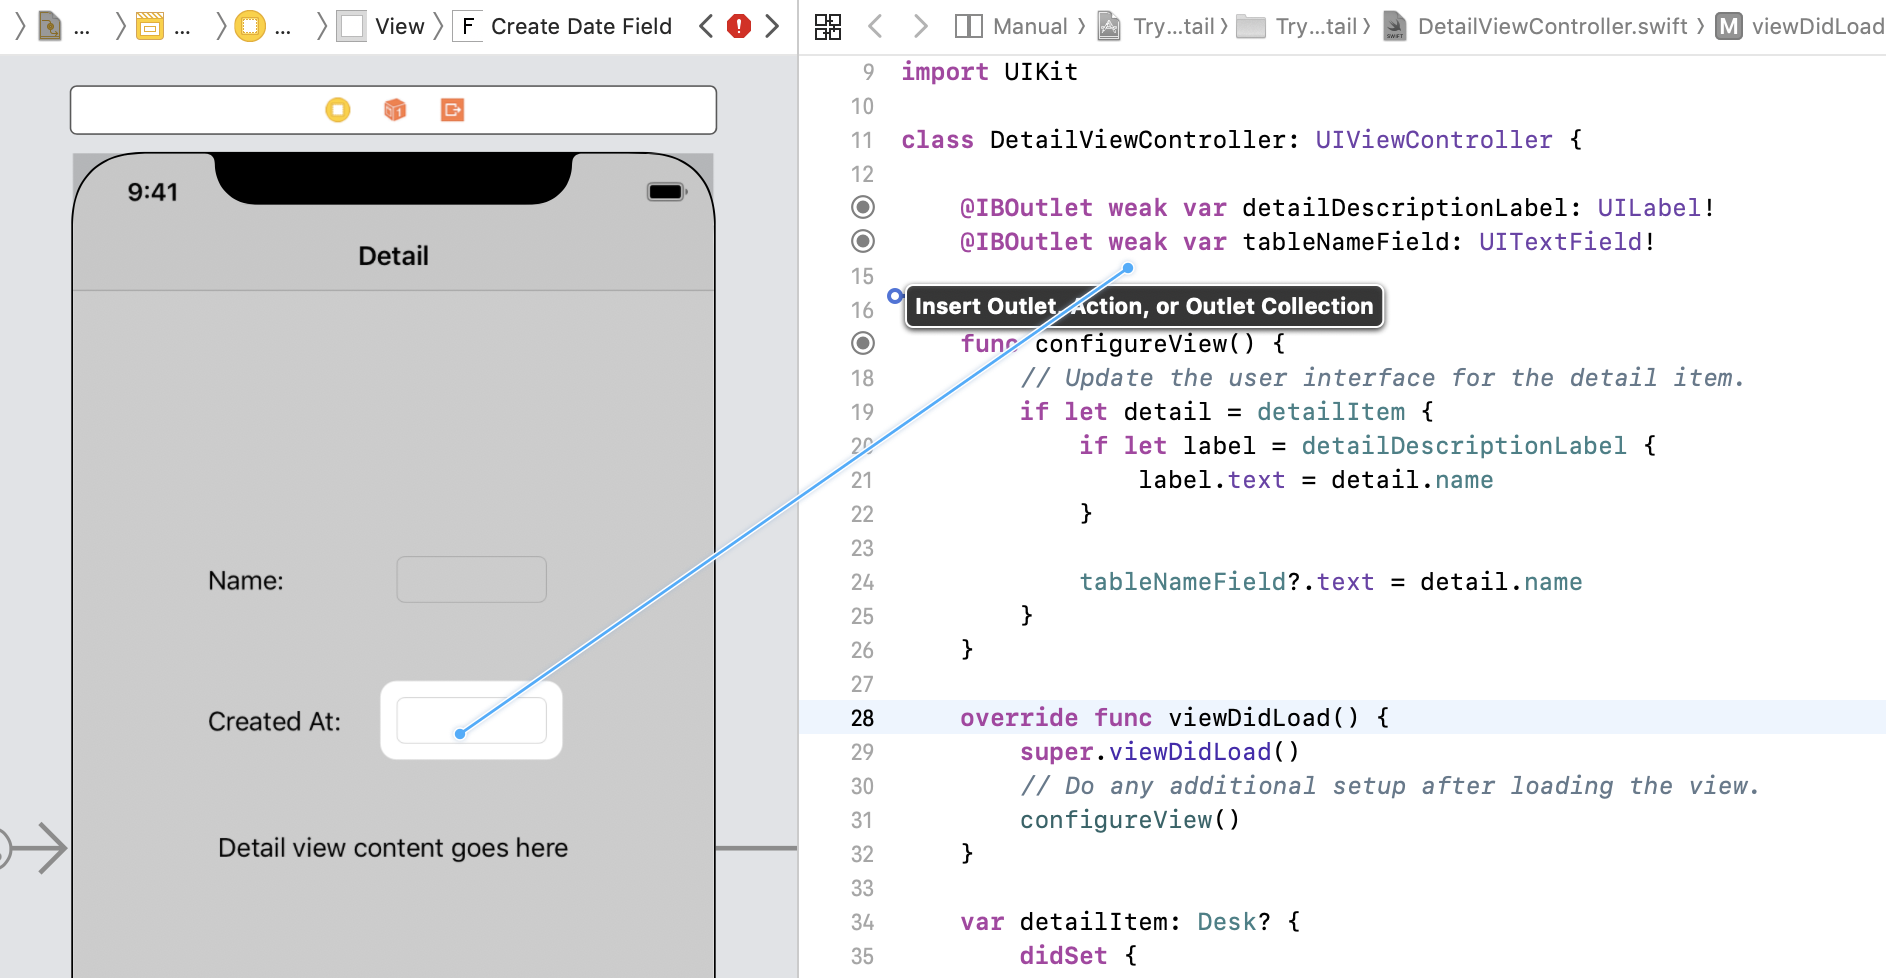 ... ... ... View F Create Date Field
Manual Try...tail Try...tail DetailViewController.swift M viewDidLoad
9:41
Detail
Name:
Created At:
Detail view content goes here
9 import UIKit
10
11 class DetailViewController: UIViewController {
12
@IBOutlet weak var detailDescriptionLabel: UILabel!
@IBOutlet weak var tableNameField: UITextField!
15
16 Insert Outlet, Action, or Outlet Collection
func configureView() {
18 // Update the user interface for the detail item.
19 if let detail = detailItem {
20 if let label = detailDescriptionLabel {
21 label.text = detail.name
22 }
23
24 tableNameField?.text = detail.name
25 }
26 }
27
28 override func viewDidLoad() {
29 super.viewDidLoad()
30 // Do any additional setup after loading the view.
31 configureView()
32 }
33
34 var detailItem: Desk? {
35 didSet {